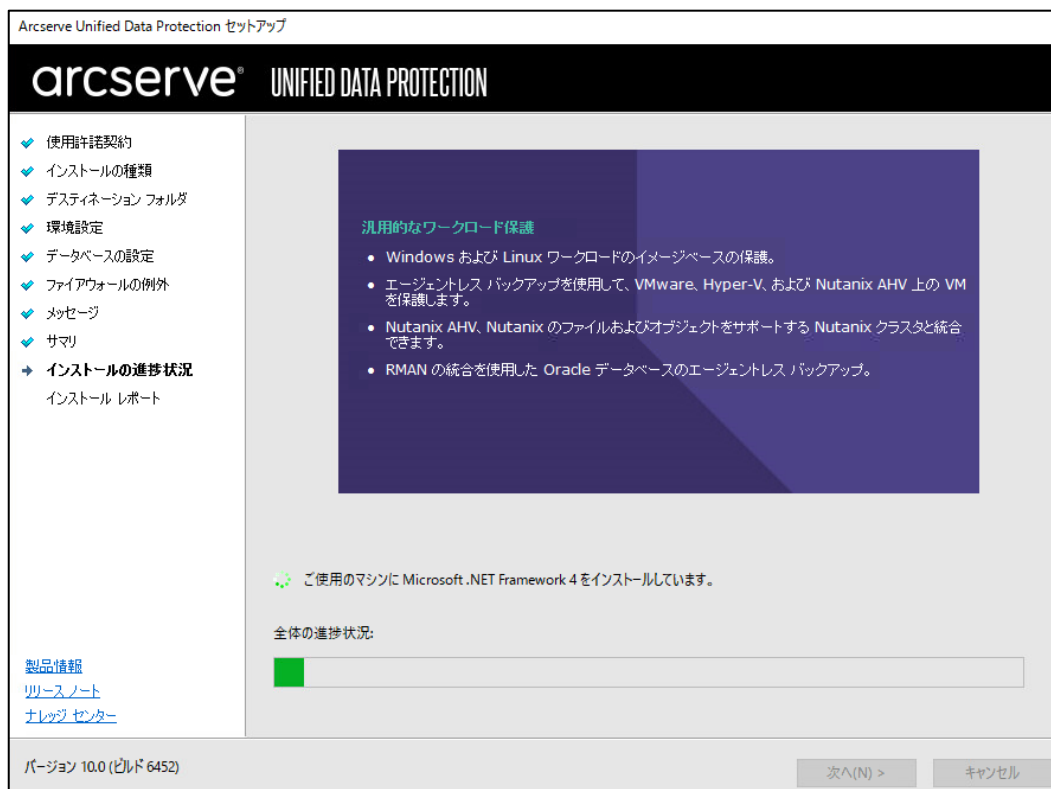 Arcserve Unified Data Protection セットアップ
arcserve® UNIFIED DATA PROTECTION
使用許諾契約
インストールの種類
デスティネーション フォルダ
環境設定
データベースの設定
ファイアウォールの例外
メッセージ
サマリ
インストールの進捗状況
インストール レポート
汎用的なワークロード保護
• Windows および Linux ワークロードのイメージベースの保護。
• エージェントレス バックアップを使用して、VMware、Hyper-V、および Nutanix AHV 上の VM
を保護します。
• Nutanix AHV、Nutanix のファイルおよびオブジェクトをサポートする Nutanix クラスタと統合
できます。
• RMAN の統合を使用した Oracle データベースのエージェントレス バックアップ。
ご使用のマシンに Microsoft .NET Framework 4 をインストールしています。
全体の進捗状況:
製品情報
リリース ノート
ナレッジ センター
バージョン 10.0 (ビルド 6452)
次へ(N) >
キャンセル